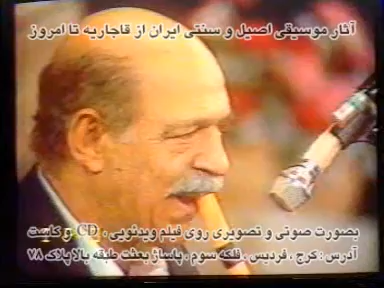 آثار موسیقی اصیل و سنتی ایران از قاجاریه تا امروز
بصورت صوتی و تصویری روی فیلم ویدئویی ، CD و کاست
آدرس : کرج ، فردیس ، فلکه سوم ، پاساژ بعثت طبقه بالا پلاک ۷۸